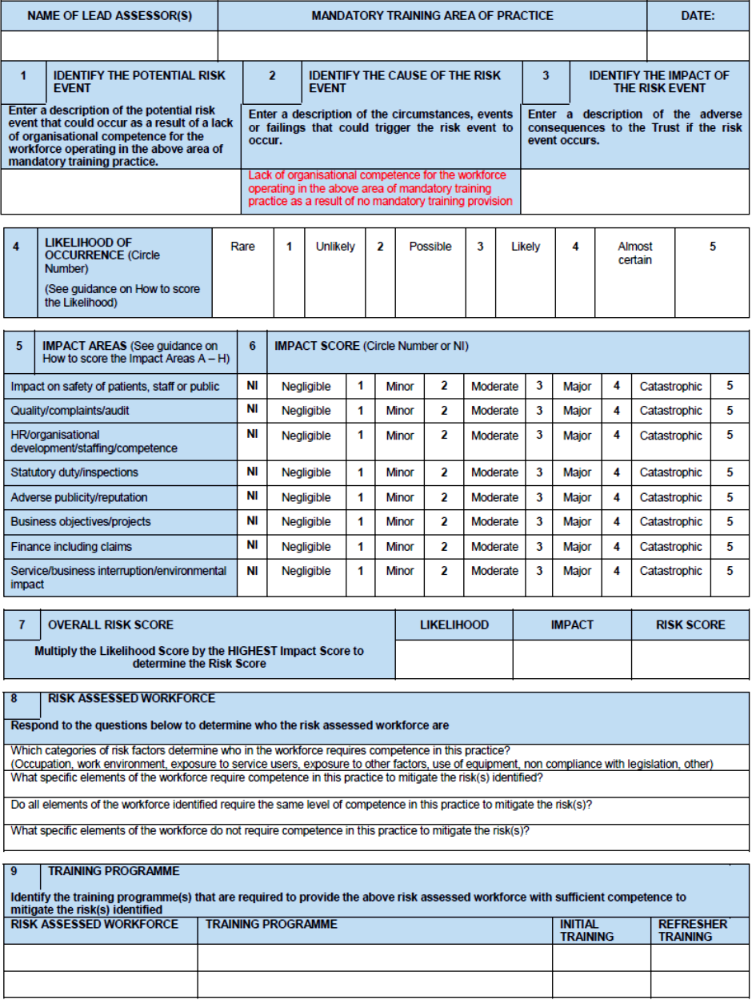 NAME OF LEAD ASSESSOR(S) MANDATORY TRAINING AREA OF PRACTICE DATE:
1 IDENTIFY THE POTENTIAL RISK EVENT
Enter a description of the potential risk
event that could occur as a result of a lack
of organisational competence for the
workforce operating in the above area of
mandatory training practice.
2 IDENTIFY THE CAUSE OF THE RISK EVENT
Enter a description of the circumstances, events
or failings that could trigger the risk event to
occur.
3 IDENTIFY THE IMPACT OF THE RISK EVENT
Enter a description of the adverse
consequences to the Trust if the risk
event occurs.
Lack of organisational competence for the workforce
operating in the above area of mandatory training
practice as a result of no mandatory training provision
4 LIKELIHOOD OF
OCCURRENCE (Circle
Number)
(See guidance on How to score
the Likelihood)
Rare 1 Unlikely 2 Possible 3 Likely 4 Almost certain 5
5 IMPACT AREAS (See guidance on
How to score the Impact Areas A – H)
6 IMPACT SCORE (Circle Number or NI)
Impact on safety of patients, staff or public NI Negligible 1 Minor 2 Moderate 3 Major 4 Catastrophic 5
Quality/complaints/audit NI Negligible 1 Minor 2 Moderate 3 Major 4 Catastrophic 5
HR/organisational
development/staffing/competence NI Negligible 1 Minor 2 Moderate 3 Major 4 Catastrophic 5
Statutory duty/inspections NI Negligible 1 Minor 2 Moderate 3 Major 4 Catastrophic 5
Adverse publicity/reputation NI Negligible 1 Minor 2 Moderate 3 Major 4 Catastrophic 5
Business objectives/projects NI Negligible 1 Minor 2 Moderate 3 Major 4 Catastrophic 5
Finance including claims NI Negligible 1 Minor 2 Moderate 3 Major 4 Catastrophic 5
Service/business interruption/environmental
impact NI Negligible 1 Minor 2 Moderate 3 Major 4 Catastrophic 5
7 OVERALL RISK SCORE LIKELIHOOD IMPACT RISK SCORE
Multiply the Likelihood Score by the HIGHEST Impact Score to
determine the Risk Score
8 RISK ASSESSED WORKFORCE
Respond to the questions below to determine who the risk assessed workforce are
Which categories of risk factors determine who in the workforce requires competence in this practice?
(Occupation, work environment, exposure to service users, exposure to other factors, use of equipment, non compliance with legislation, other)
What specific elements of the workforce require competence in this practice to mitigate the risk(s) identified?
Do all elements of the workforce identified require the same level of competence in this practice to mitigate the risk(s)?
What specific elements of the workforce do not require competence in this practice to mitigate the risk(s)?
9 TRAINING PROGRAMME
Identify the training programme(s) that are required to provide the above risk assessed workforce with sufficient competence to
mitigate the risk(s) identified
RISK ASSESSED WORKFORCE TRAINING PROGRAMME INITIAL TRAINING REFRESHER TRAINING